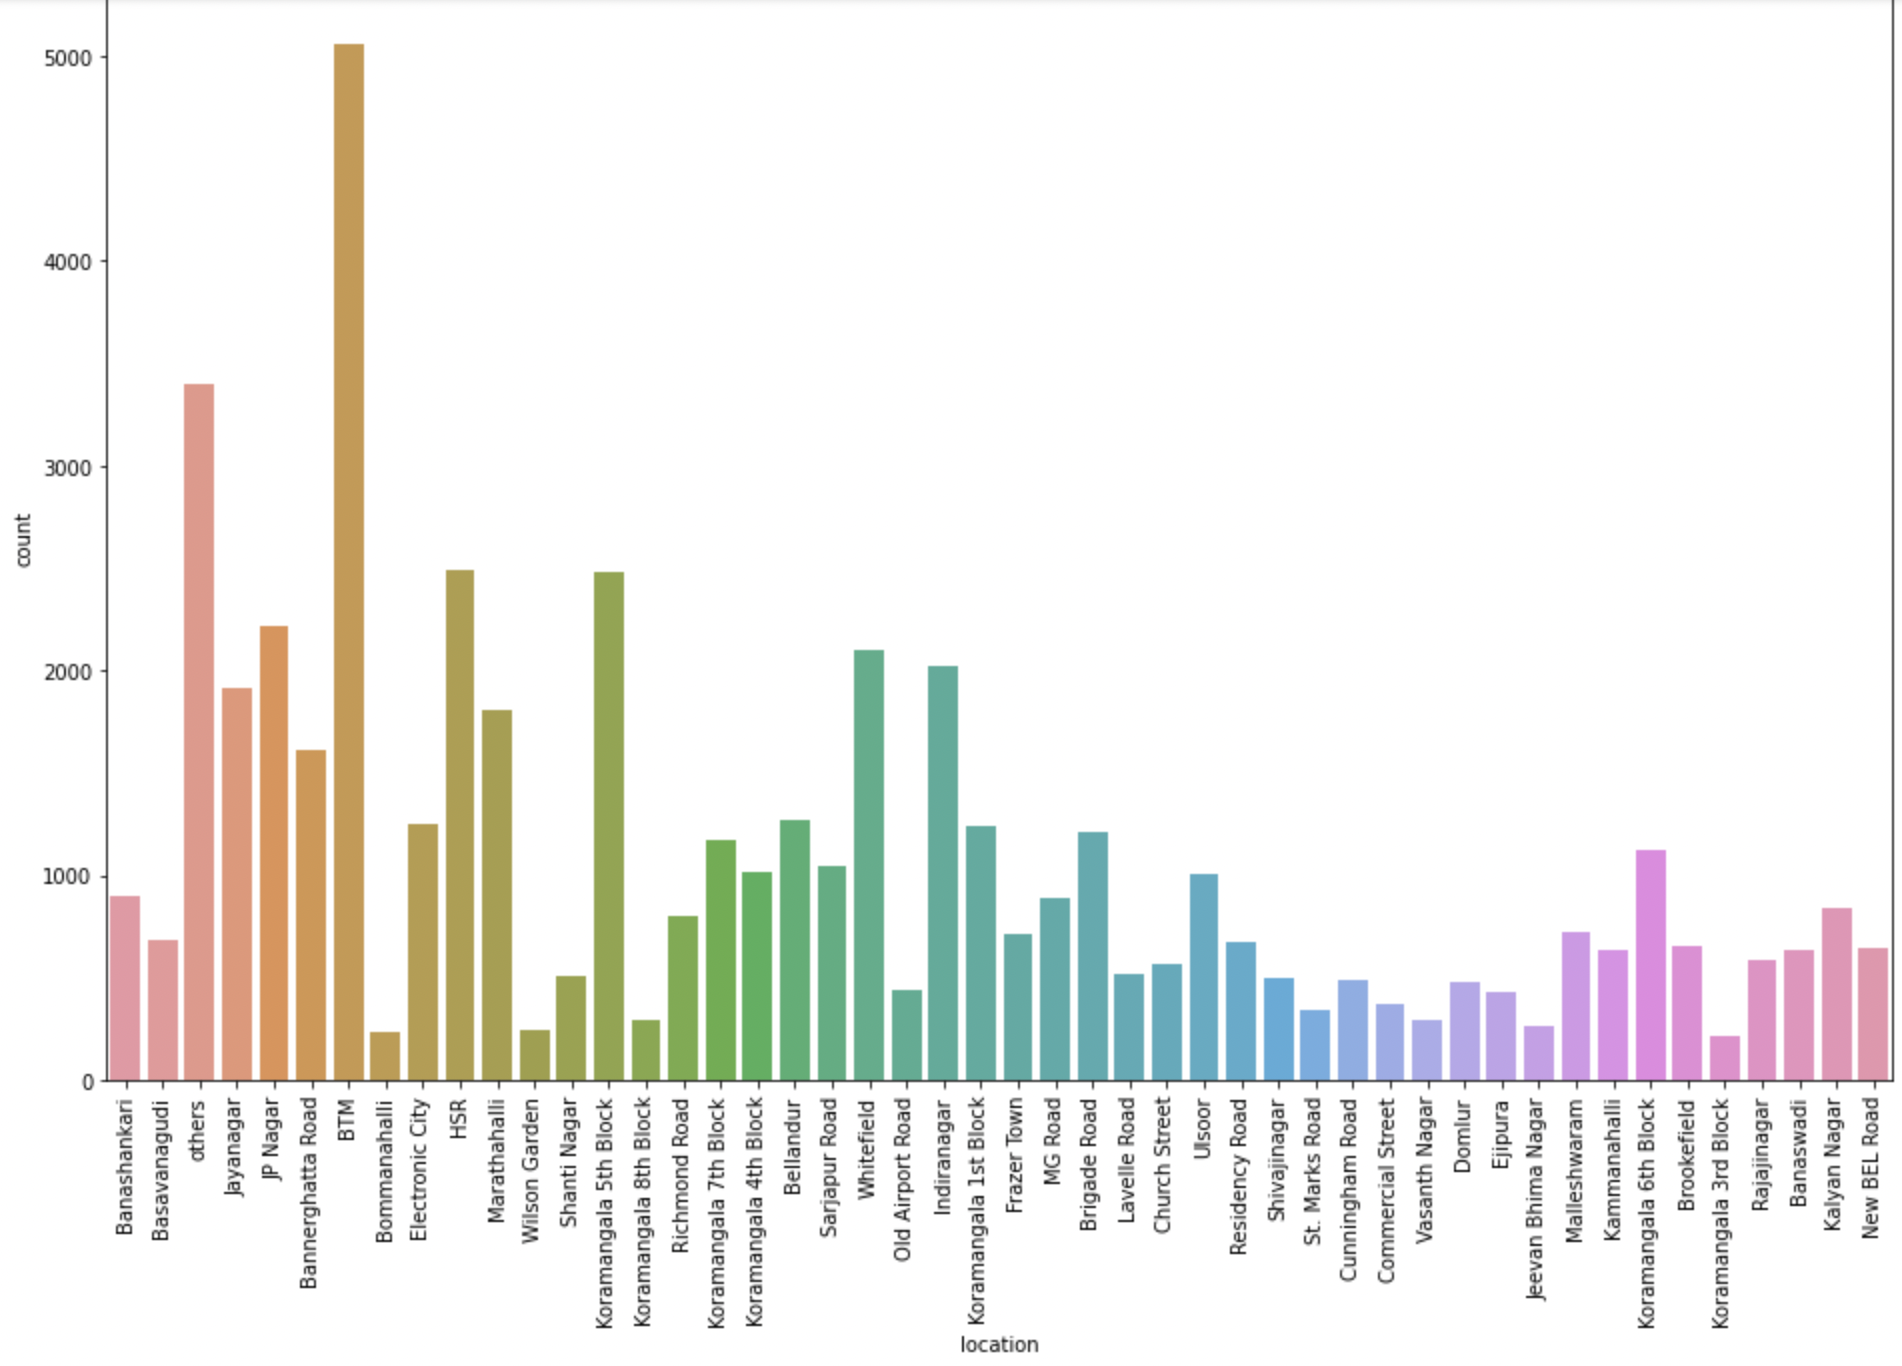 5000
4000
3000
2000
1000
0
count
Banashankari
Basavanagudi
others
Jayanagar
JP Nagar
Bannerghatta Road
BTM
Bommanahalli
Electronic City
HSR
Marathahalli
Wilson Garden
Shanti Nagar
Koramangala 5th Block
Koramangala 8th Block
Richmond Road
Koramangala 7th Block
Koramangala 4th Block
Bellandur
Sarjapur Road
Whitefield
Old Airport Road
Indiranagar
Koramangala 1st Block
Frazer Town
MG Road
Brigade Road
Lavelle Road
Church Street
Ulsoor
Residency Road
Shivajinagar
St. Marks Road
Cunningham Road
Commercial Street
Vasanth Nagar
Domlur
Ejipura
Jeevan Bhima Nagar
Malleshwaram
Kammanahalli
Koramangala 6th Block
Brookefield
Koramangala 3rd Block
Rajajinagar
Banaswadi
Kalyan Nagar
New BEL Road
location